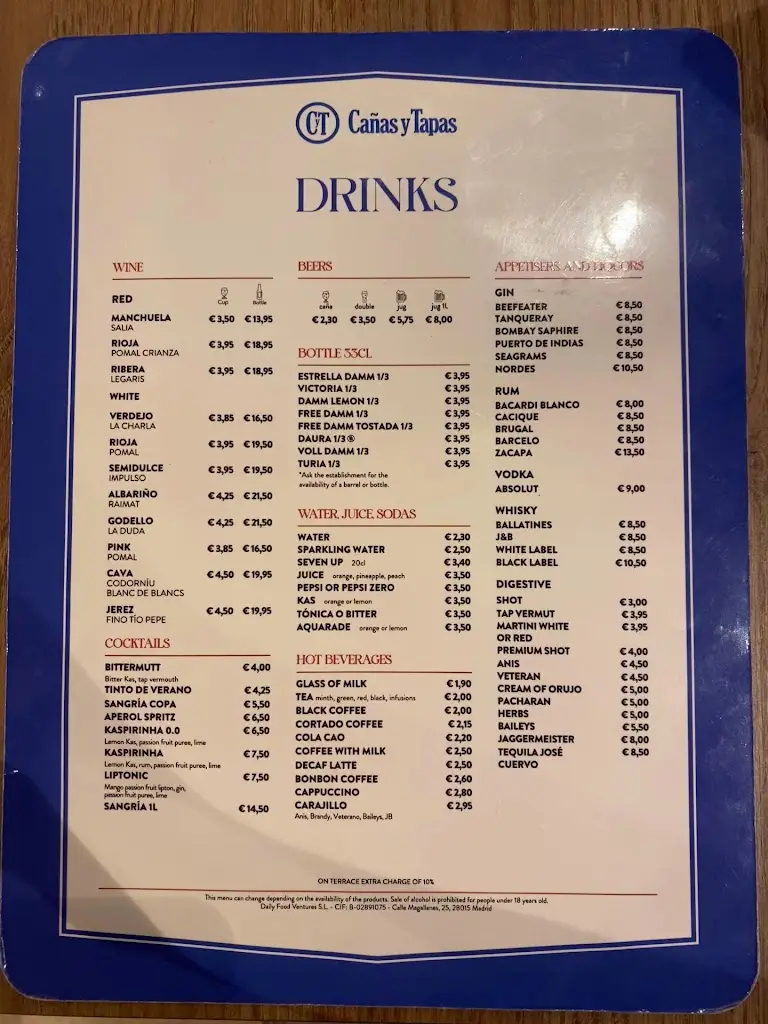 CyT Cañas y Tapas
DRINKS
WINE
Cup Bottle
RED
MANCHUELA €3,50 €13,95
SALIA
RIOJA €3,95 €18,95
POMAL CRIANZA
RIBERA €3,95 €18,95
LEGARIS
WHITE
VERDEJO €3,85 €16,50
LA CHARLA
RIOJA €3,95 €19,50
POMAL
SEMIDULCE €3,95 €19,50
IMPULSO
ALBARIÑO €4,25 €21,50
RAIMAT
GODELLO €4,25 €21,50
LA DUDA
PINK €3,85 €16,50
POMAL
CAVA €4,50 €19,95
CODORNÍU
BLANC DE BLANCS
JEREZ €4,50 €19,95
FINO TÍO PEPE
COCKTAILS
BITTERMUTT €4,00
Bitter Kas, tap vermouth
TINTO DE VERANO €4,25
SANGRÍA COPA €5,50
APEROL SPRITZ €6,50
KASPIRINHA 0.0 €6,50
Lemon Kas, passion fruit puree, lime
KASPIRINHA €7,50
Lemon Kas, rum, passion fruit puree, lime
LIPTONIC €7,50
Mango passion fruit lipton, gin,
passion fruit puree, lime
SANGRÍA 1L €14,50
BEERS
caña double jug jug 1L
€2,30 €3,50 €5,75 €8,00
BOTTLE 33CL
ESTRELLA DAMM 1/3 €3,95
VICTORIA 1/3 €3,95
DAMM LEMON 1/3 €3,95
FREE DAMM 1/3 €3,95
FREE DAMM TOSTADA 1/3 €3,95
DAURA 1/3 €3,95
VOLL DAMM 1/3 €3,95
TURIA 1/3 €3,95
*Ask the establishment for the
availability of a barrel or bottle.
WATER, JUICE, SODAS
WATER €2,30
SPARKLING WATER €2,50
SEVEN UP 20cl €3,40
JUICE orange, pineapple, peach €3,50
PEPSI OR PEPSI ZERO €3,50
KAS orange or lemon €3,50
TÓNICA O BITTER €3,50
AQUARADE orange or lemon €3,50
HOT BEVERAGES
GLASS OF MILK €1,90
TEA minth, green, red, black, infusions €2,00
BLACK COFFEE €2,00
CORTADO COFFEE €2,15
COLA CAO €2,20
COFFEE WITH MILK €2,50
DECAF LATTE €2,50
BONBON COFFEE €2,60
CAPPUCCINO €2,80
CARAJILLO €2,95
Anis, Brandy, Veterano, Baileys, JB
APPETISERS AND LIQUORS
GIN
BEEFEATER €8,50
TANQUERAY €8,50
BOMBAY SAPHIRE €8,50
PUERTO DE INDIAS €8,50
SEAGRAMS €8,50
NORDES €10,50
RUM
BACARDI BLANCO €8,00
CACIQUE €8,50
BRUGAL €8,50
BARCELO €8,50
ZACAPA €13,50
VODKA
ABSOLUT €9,00
WHISKY
BALLATINES €8,50
J&B €8,50
WHITE LABEL €8,50
BLACK LABEL €10,50
DIGESTIVE
SHOT €3,00
TAP VERMUT €3,95
MARTINI WHITE €3,95
OR RED
PREMIUM SHOT €4,00
ANIS €4,50
VETERAN €4,50
CREAM OF ORUJO €5,00
PACHARAN €5,00
HERBS €5,00
BAILEYS €5,50
JAGGERMEISTER €8,00
TEQUILA JOSÉ €8,50
CUERVO
ON TERRACE EXTRA CHARGE OF 10%
This menu can change depending on the availability of the products. Sale of alcohol is prohibited for people under 18 years old.
Daily Food Ventures S.L. - CIF: B-02891075 - Calle Magallanes, 25, 28015 Madrid